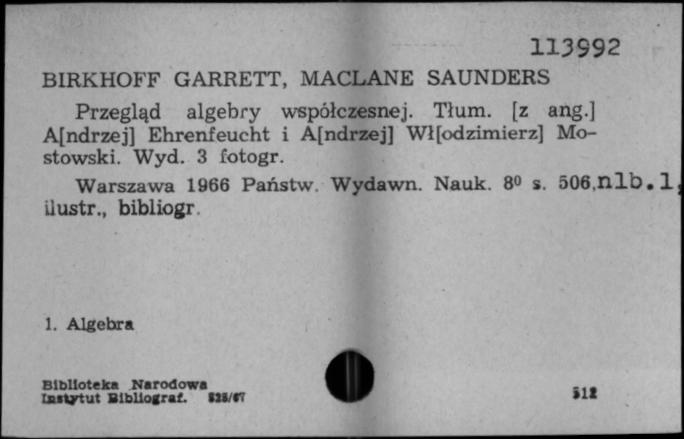 113992
BIRKHOFF GARRETT, MACLANE SAUNDERS
Przegląd algebry współczesnej. Tłum. [z ang.]
A[ndrzej] Ehrenfeucht i A[ndrzej] Wł[odzimierz] Mo-
stowski. Wyd. 3 fotogr.
Warszawa 1966 Państw. Wydawn. Nauk. 8⁰ s. 506,nlb.1,
ilustr., bibliogr.
1. Algebra
Biblioteka Narodowa
Instytut Bibliograf. 525/67
512